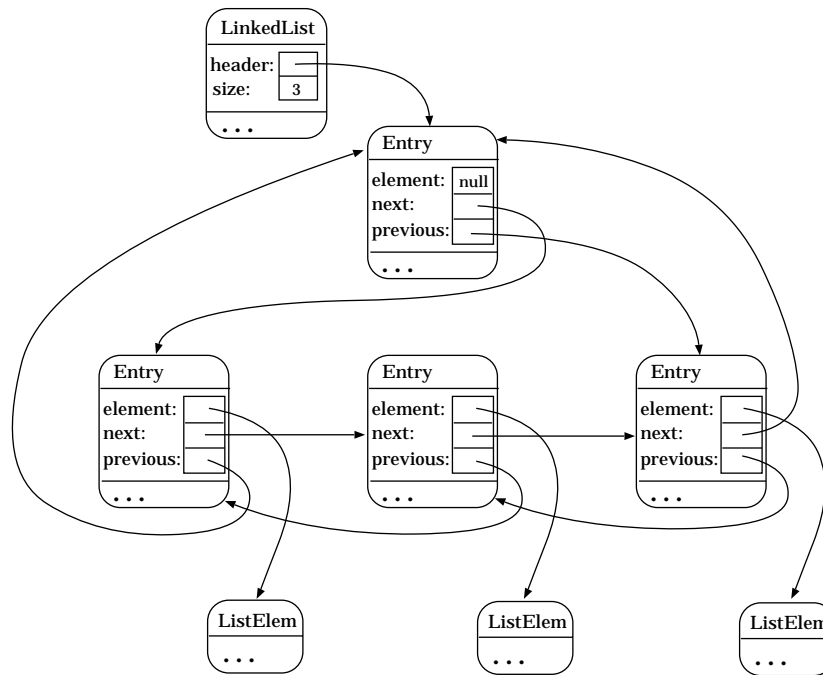 LinkedList
header:
size: 3
. . .
Entry
element: null
next:
previous:
. . .
Entry
element:
next:
previous:
. . .
Entry
element:
next:
previous:
. . .
Entry
element:
next:
previous:
. . .
ListElem
. . .
ListElem
. . .
ListElem
. . .